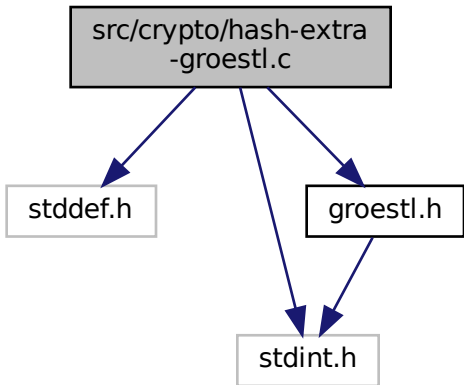 src/crypto/hash-extra
-groestl.c
stddef.h
groestl.h
stdint.h